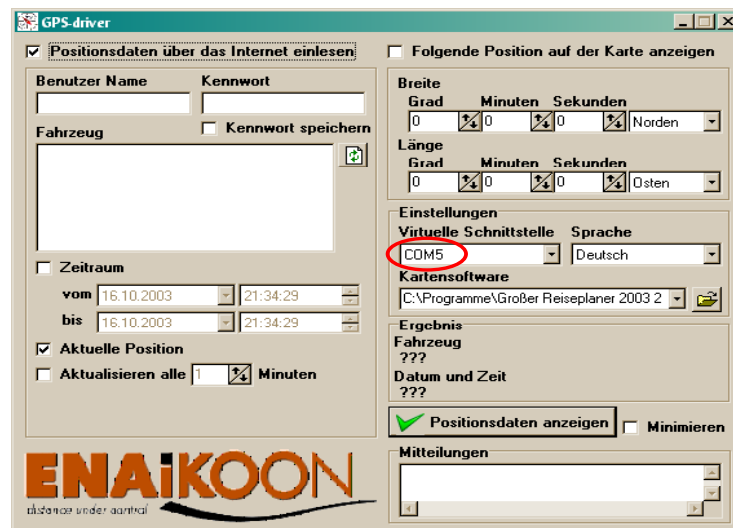 GPS-driver
Positionsdaten über das Internet einlesen
Benutzer Name Kennwort
Fahrzeug
Kennwort speichern
Zeitraum
vom 16.10.2003 21:34:29
bis 16.10.2003 21:34:29
Aktuelle Position
Aktualisieren alle 1 Minuten
ENAiKOON
distance under control
Folgende Position auf der Karte anzeigen
Breite
Grad Minuten Sekunden
0 0 0 Norden
Länge
Grad Minuten Sekunden
0 0 0 Osten
Einstellungen
Virtuelle Schnittstelle Sprache
COM5 Deutsch
Kartensoftware
C:\Programme\Großer Reiseplaner 2003 2
Ergebnis
Fahrzeug
???
Datum und Zeit
???
Positionsdaten anzeigen Minimieren
Mitteilungen